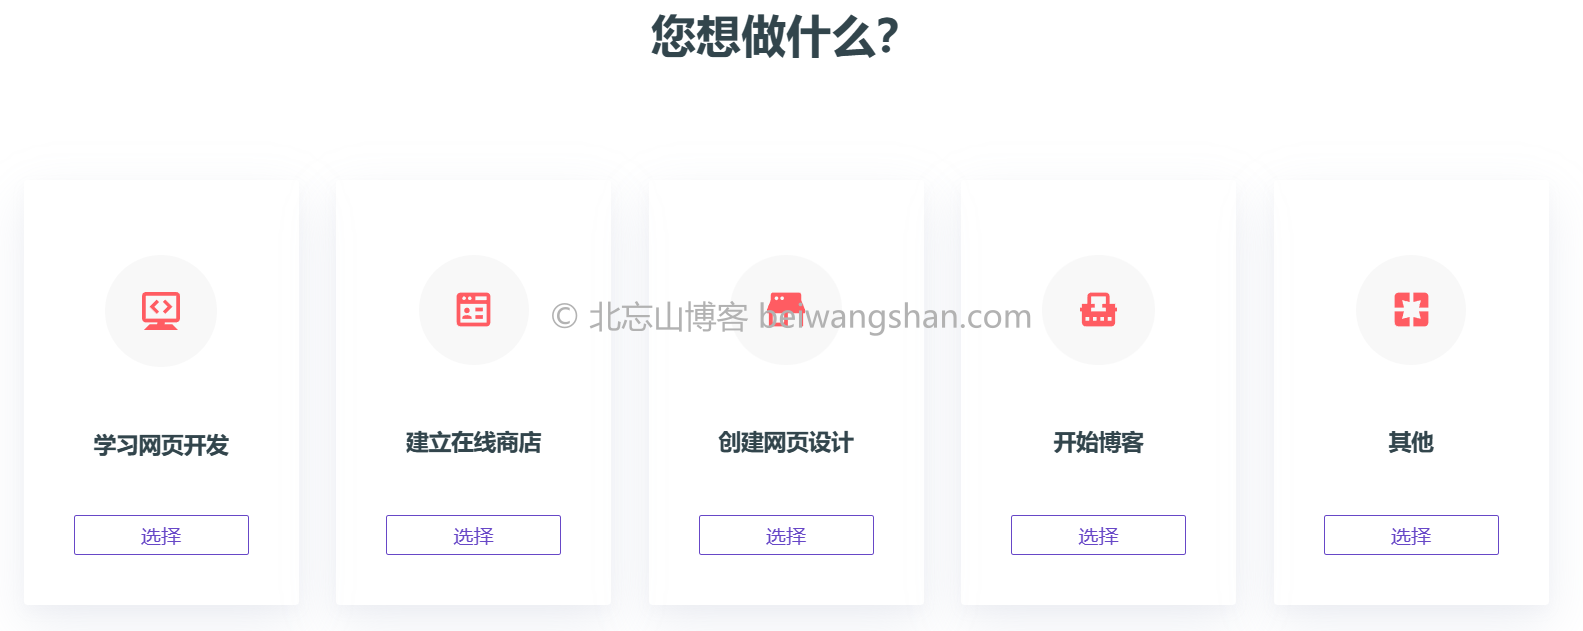 您想做什么?
© 北忘山博客 beiwangshan.com
学习网页开发
建立在线商店
创建网页设计
开始博客
其他
选择
选择
选择
选择
选择